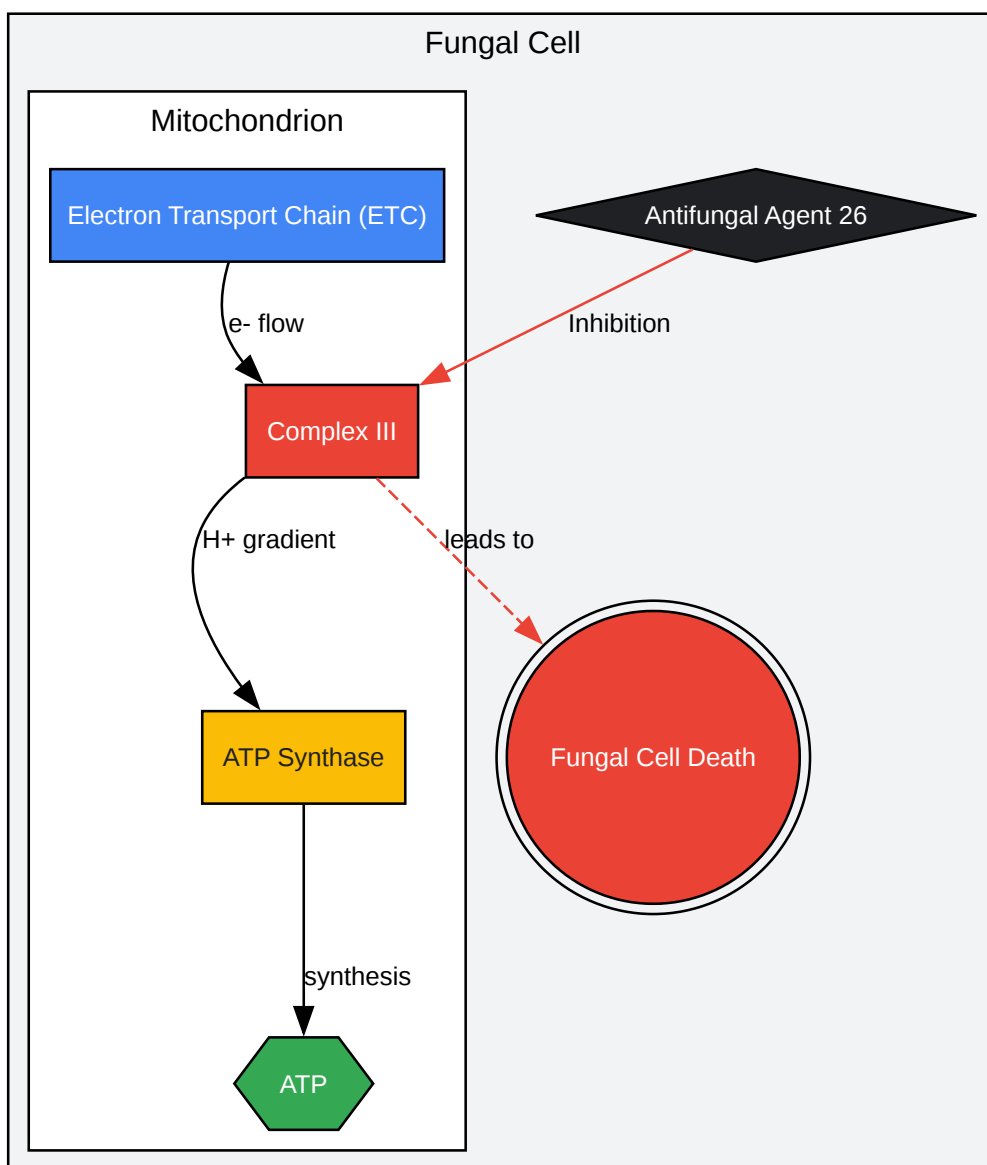 Fungal Cell
Mitochondrion
Electron Transport Chain (ETC)
Antifungal Agent 26
e- flow
Inhibition
Complex III
H+ gradient
leads to
ATP Synthase
Fungal Cell Death
synthesis
ATP